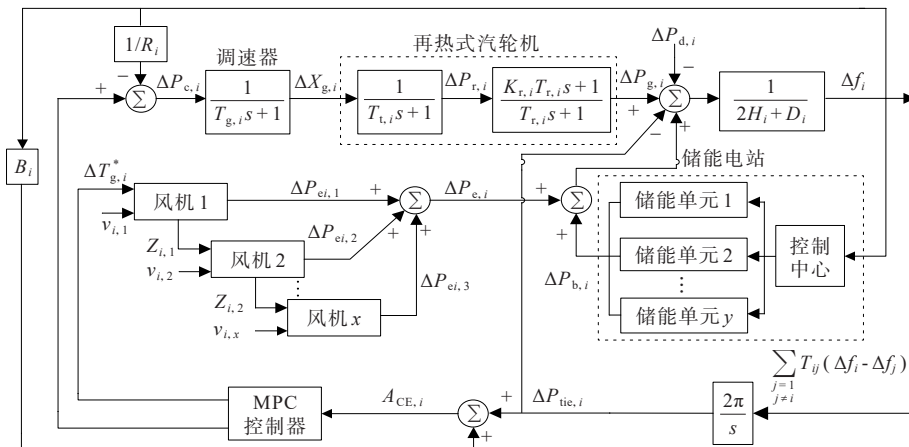 1/R_i
调速器
再热式汽轮机
ΔP_{d,i}
+
−
ΔP_{c,i}
1/(T_{g,i}s+1)
ΔX_{g,i}
1/(T_{t,i}s+1)
ΔP_{r,i}
(K_{r,i}T_{r,i}s+1)/(T_{r,i}s+1)
ΔP_{g,i}
+
−
−
+
Σ
Σ
1/(2H_i+D_i)
Δf_i
B_i
ΔT*_{g,i}
储能电站
v_{i,1}
风机1
ΔP_{ei,1}
+
Σ
ΔP_{e,i}
+
Σ
储能单元1
Z_{i,1}
ΔP_{ei,2}
+
+
+
v_{i,2}
风机2
储能单元2
控制
中心
⋮
⋮
ΔP_{b,i}
Z_{i,2}
ΔP_{ei,3}
v_{i,x}
风机x
储能单元y
MPC
控制器
A_{CE,i}
Σ
+
+
ΔP_{tie,i}
2π/s
∑_{j=1 j≠i} T_{ij}(Δf_i-Δf_j)